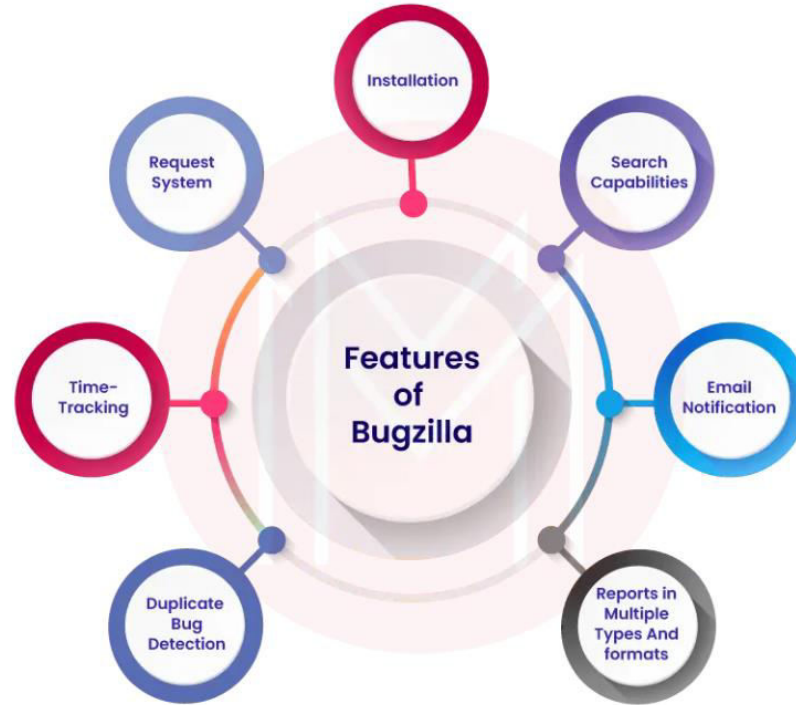 Installation
Request
System
Search
Capabilities
Features
of
Bugzilla
Time-
Tracking
Email
Notification
Duplicate
Bug
Detection
Reports in
Multiple
Types And
formats